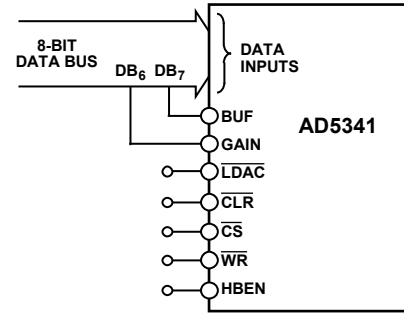 8-BIT
DATA BUS
DB6 DB7
DATA
INPUTS
BUF
GAIN
AD5341
LDAC
CLR
CS
WR
HBEN